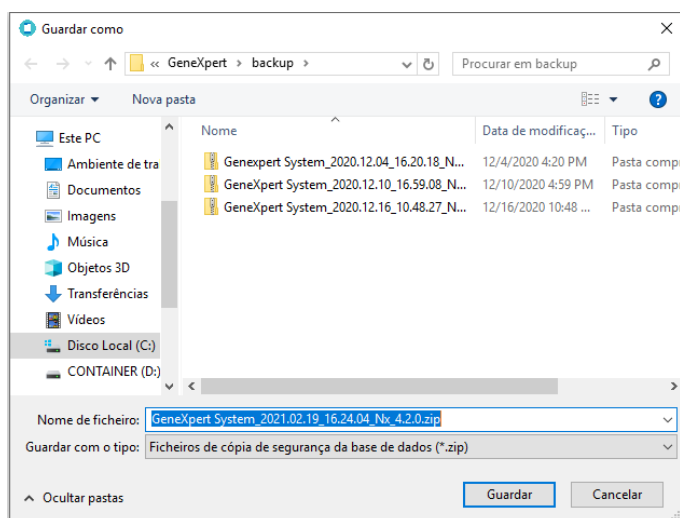 Guardar como
« GeneXpert › backup ›
Procurar em backup
Organizar
Nova pasta
Este PC
Ambiente de tra
Documentos
Imagens
Música
Objetos 3D
Transferências
Vídeos
Disco Local (C:)
CONTAINER (D:)
Nome Data de modificaç... Tipo
Genexpert System_2020.12.04_16.20.18_N... 12/4/2020 4:20 PM Pasta comp
GeneXpert System_2020.12.10_16.59.08_N... 12/10/2020 4:59 PM Pasta comp
GeneXpert System_2020.12.16_10.48.27_N... 12/16/2020 10:48 ... Pasta comp
Nome de ficheiro: GeneXpert System_2021.02.19_16.24.04_Nx_4.2.0.zip
Guardar com o tipo: Ficheiros de cópia de segurança da base de dados (*.zip)
Ocultar pastas
Guardar
Cancelar